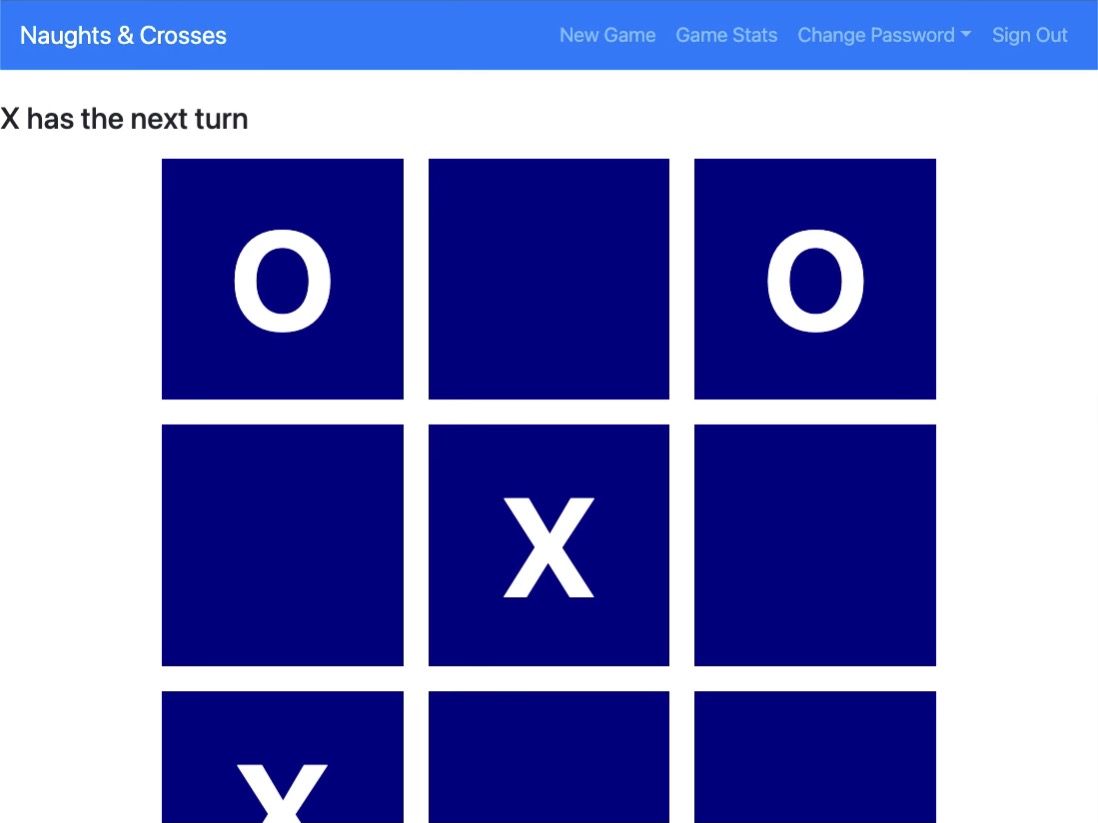 Naughts & Crosses New Game Game Stats Change Password Sign Out
X has the next turn
O O
X
X